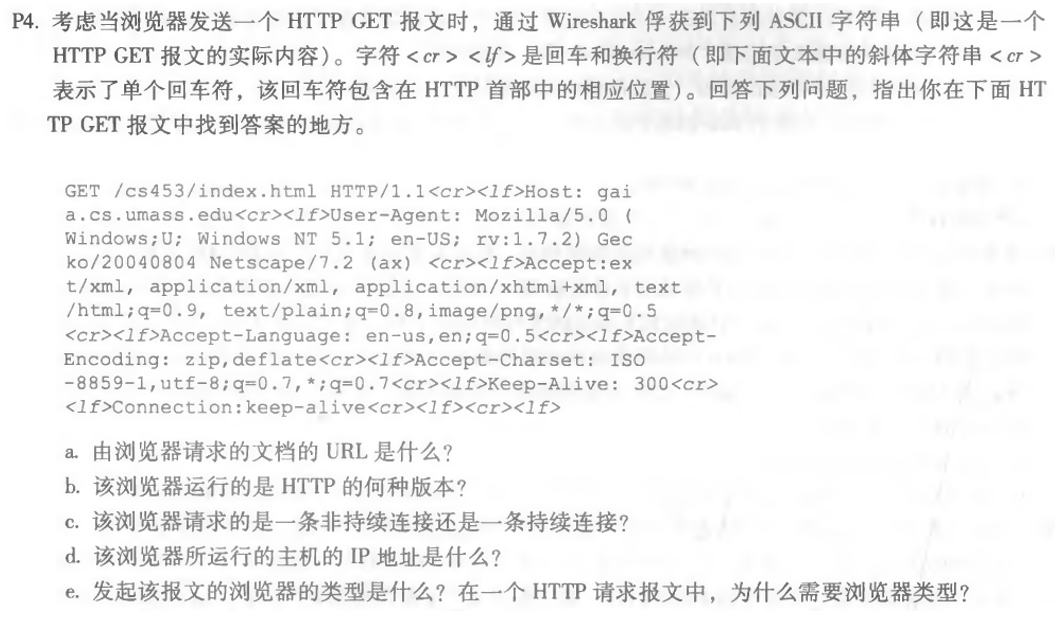 P4. 考虑当浏览器发送一个 HTTP GET 报文时，通过 Wireshark 俘获到下列 ASCII 字符串（即这是一个
HTTP GET 报文的实际内容）。字符<cr><lf>是回车和换行符（即下面文本中的斜体字符串<cr>
表示了单个回车符，该回车符包含在 HTTP 首部中的相应位置）。回答下列问题，指出你在下面 HT
TP GET 报文中找到答案的地方。
GET /cs453/index.html HTTP/1.1<cr><lf>Host: gai
a.cs.umass.edu<cr><lf>User-Agent: Mozilla/5.0 (
Windows;U; Windows NT 5.1; en-US; rv:1.7.2) Gec
ko/20040804 Netscape/7.2 (ax) <cr><lf>Accept:ex
t/xml, application/xml, application/xhtml+xml, text
/html;q=0.9, text/plain;q=0.8,image/png,*/*;q=0.5
<cr><lf>Accept-Language: en-us,en;q=0.5<cr><lf>Accept-
Encoding: zip,deflate<cr><lf>Accept-Charset: ISO
-8859-1,utf-8;q=0.7,*;q=0.7<cr><lf>Keep-Alive: 300<cr>
<lf>Connection:keep-alive<cr><lf><cr><lf>
a. 由浏览器请求的文档的 URL 是什么？
b. 该浏览器运行的是 HTTP 的何种版本？
c. 该浏览器请求的是一条非持续连接还是一条持续连接？
d. 该浏览器所运行的主机的 IP 地址是什么？
e. 发起该报文的浏览器的类型是什么？在一个 HTTP 请求报文中，为什么需要浏览器类型？